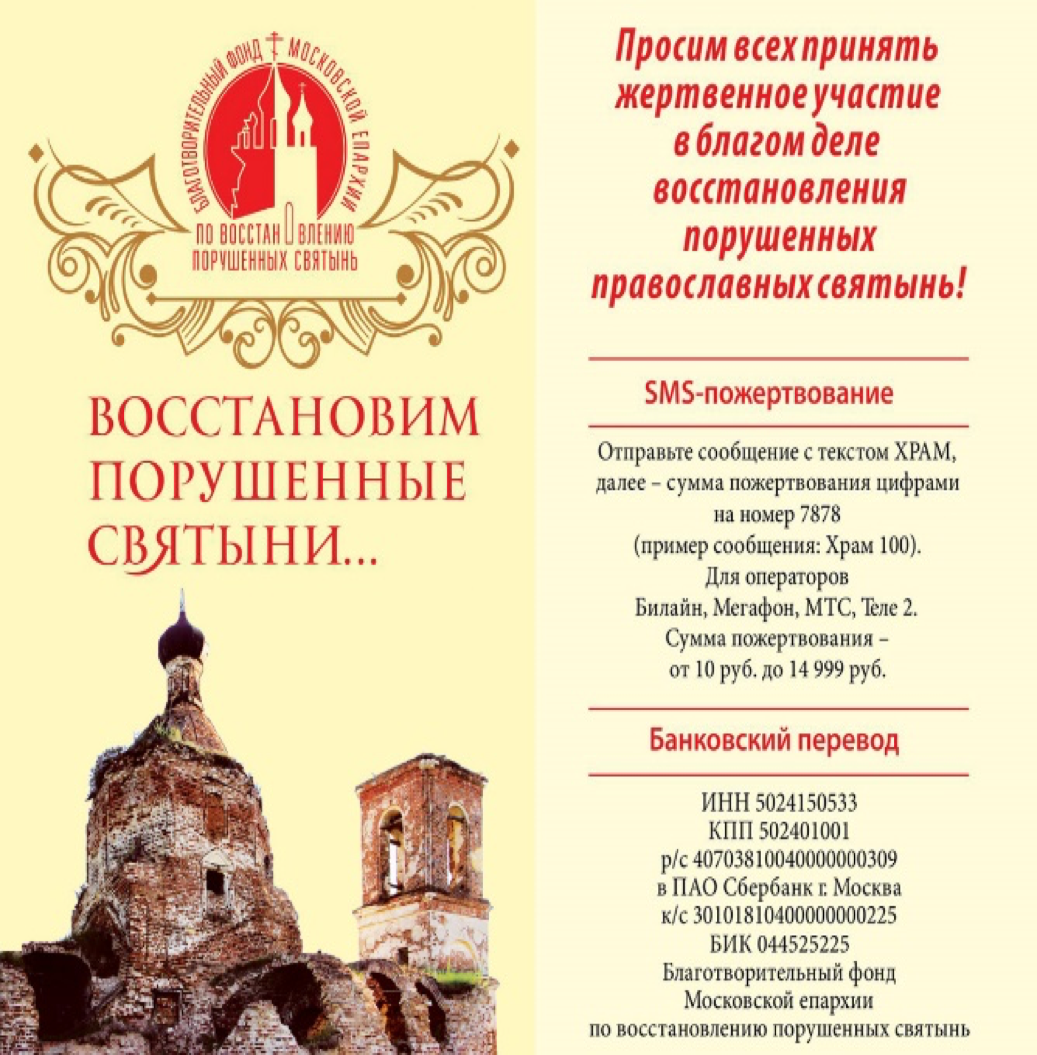 БЛАГОТВОРИТЕЛЬНЫЙ ФОНД МОСКОВСКОЙ ЕПАРХИИ
ПО ВОССТАНОВЛЕНИЮ
ПОРУШЕННЫХ СВЯТЫНЬ
ВОССТАНОВИМ
ПОРУШЕННЫЕ
СВЯТЫНИ...
Просим всех принять
жертвенное участие
в благом деле
восстановления
порушенных
православных святынь!
SMS-пожертвование
Отправьте сообщение с текстом ХРАМ,
далее – сумма пожертвования цифрами
на номер 7878
(пример сообщения: Храм 100).
Для операторов
Билайн, Мегафон, МТС, Теле 2.
Сумма пожертвования –
от 10 руб. до 14 999 руб.
Банковский перевод
ИНН 5024150533
КПП 502401001
р/с 40703810040000000309
в ПАО Сбербанк г. Москва
к/с 30101810400000000225
БИК 044525225
Благотворительный фонд
Московской епархии
по восстановлению порушенных святынь